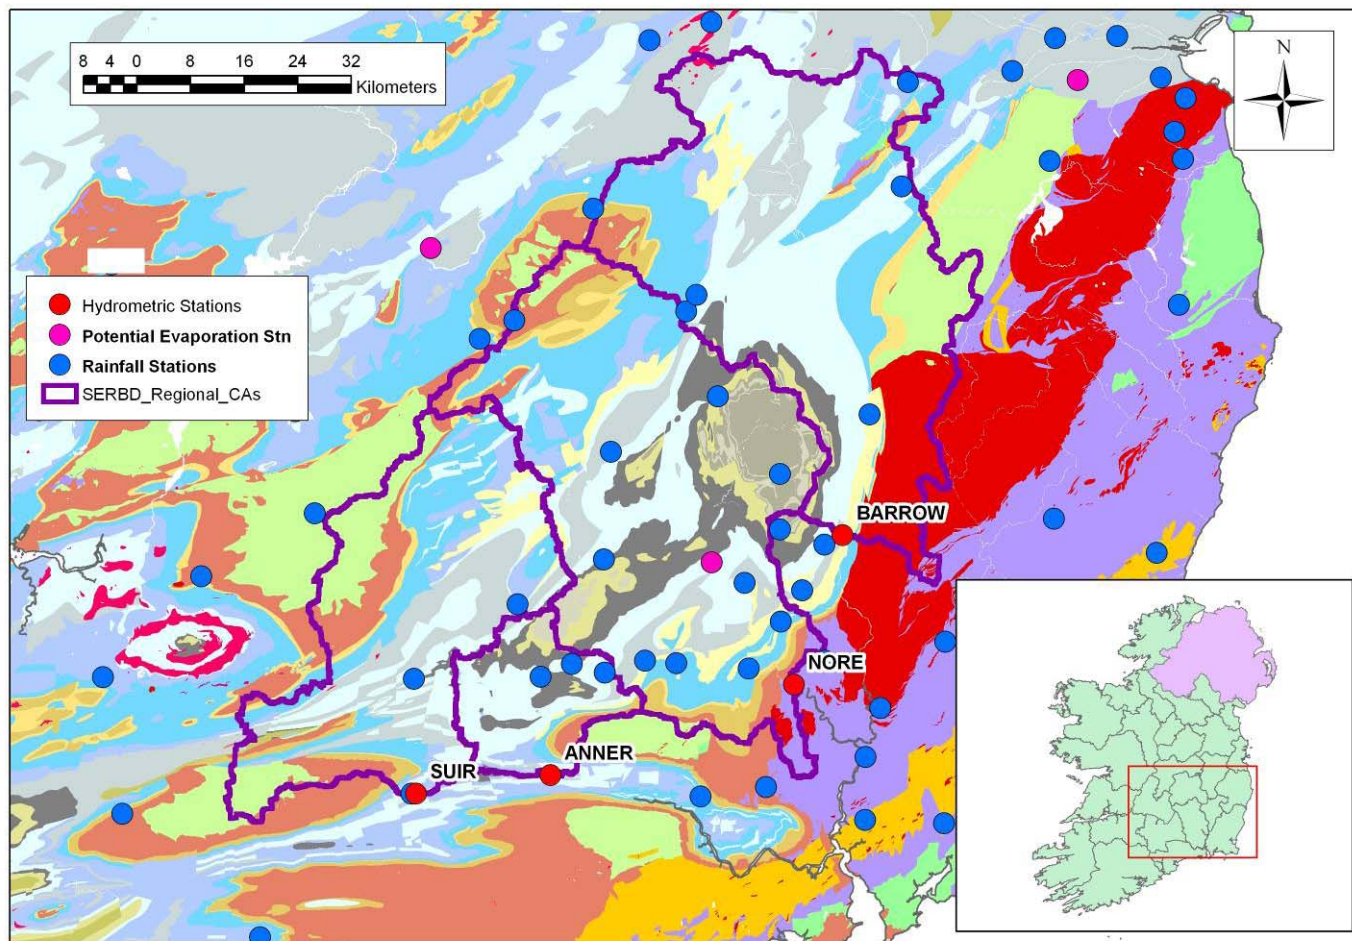 8 4 0 8 16 24 32
Kilometers
N
Hydrometric Stations
Potential Evaporation Stn
Rainfall Stations
SERBD_Regional_CAs
BARROW
NORE
SUIR
ANNER